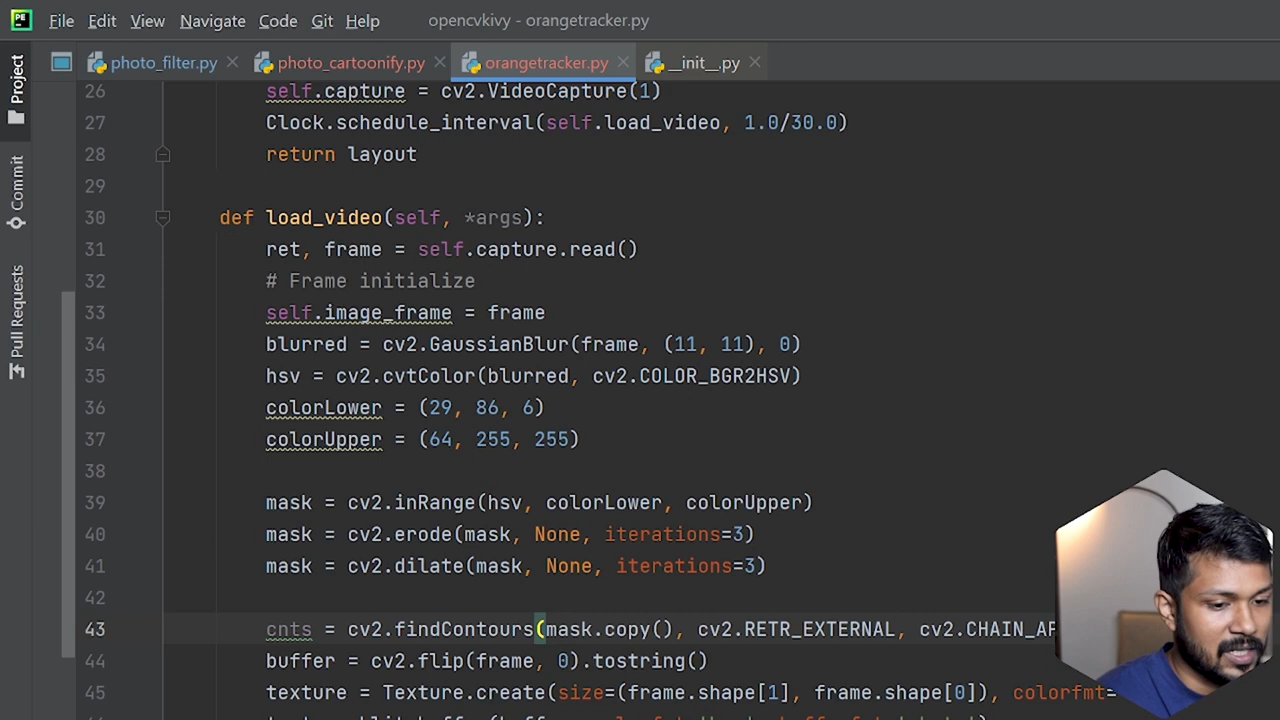 PE File Edit View Navigate Code Git Help opencvkivy - orangetracker.py
photo_filter.py photo_cartoonify.py orangetracker.py __init__.py
Project
Commit
Pull Requests
26 self.capture = cv2.VideoCapture(1)
27 Clock.schedule_interval(self.load_video, 1.0/30.0)
28 return layout
29
30 def load_video(self, *args):
31 ret, frame = self.capture.read()
32 # Frame initialize
33 self.image_frame = frame
34 blurred = cv2.GaussianBlur(frame, (11, 11), 0)
35 hsv = cv2.cvtColor(blurred, cv2.COLOR_BGR2HSV)
36 colorLower = (29, 86, 6)
37 colorUpper = (64, 255, 255)
38
39 mask = cv2.inRange(hsv, colorLower, colorUpper)
40 mask = cv2.erode(mask, None, iterations=3)
41 mask = cv2.dilate(mask, None, iterations=3)
42
43 cnts = cv2.findContours(mask.copy(), cv2.RETR_EXTERNAL, cv2.CHAIN_AP
44 buffer = cv2.flip(frame, 0).tostring()
45 texture = Texture.create(size=(frame.shape[1], frame.shape[0]), colorfmt=